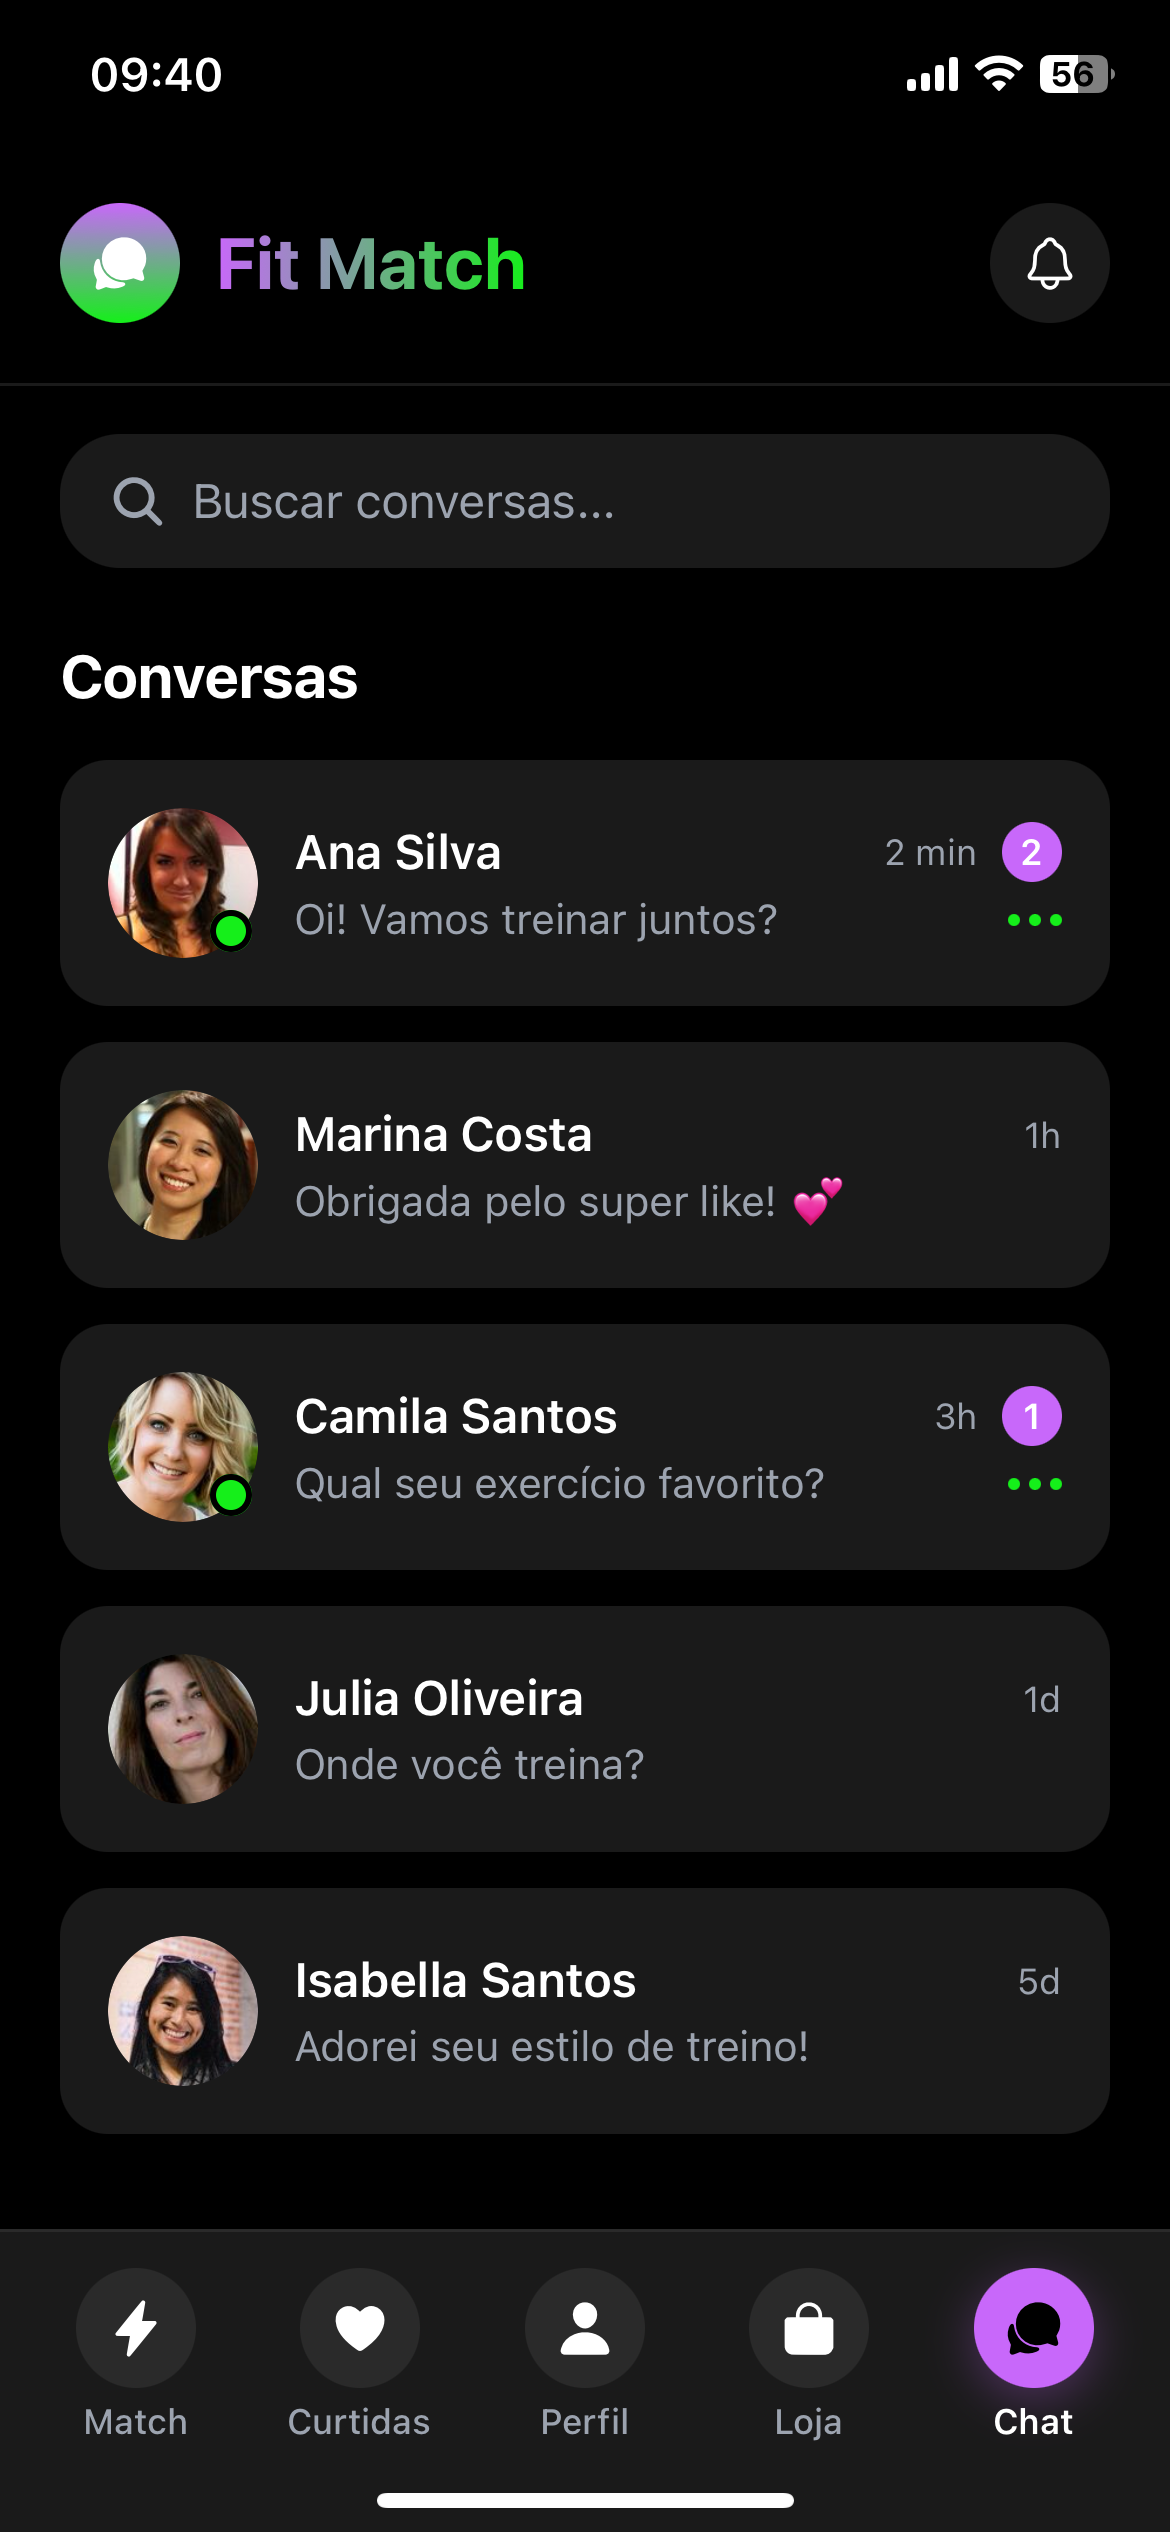 09:40
56
Fit Match
Buscar conversas...
Conversas
Ana Silva
2 min
2
Oi! Vamos treinar juntos?
Marina Costa
1h
Obrigada pelo super like! 💕
Camila Santos
3h
1
Qual seu exercício favorito?
Julia Oliveira
1d
Onde você treina?
Isabella Santos
5d
Adorei seu estilo de treino!
Match
Curtidas
Perfil
Loja
Chat